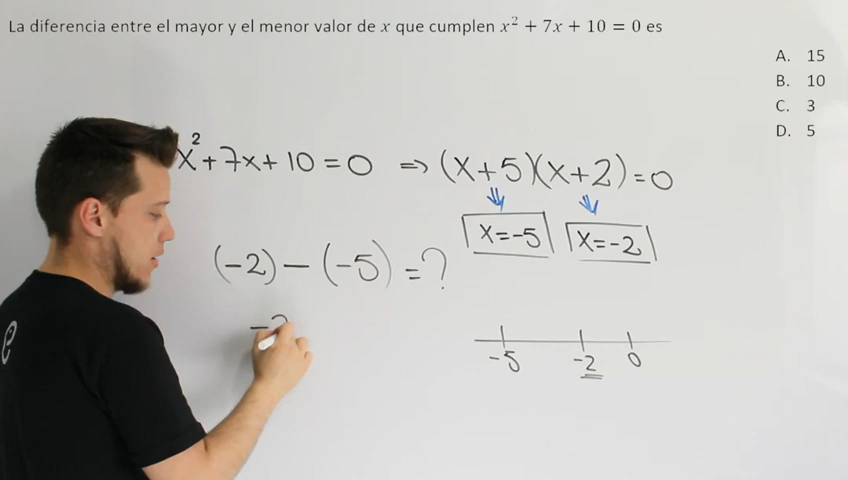 La diferencia entre el mayor y el menor valor de x que cumplen x² + 7x + 10 = 0 es
A. 15
B. 10
C. 3
D. 5
x²+7x+10=0 ⇒ (x+5)(x+2)=0
x=-5 x=-2
(-2)-(-5)=?
-2
-5 -2 0
e